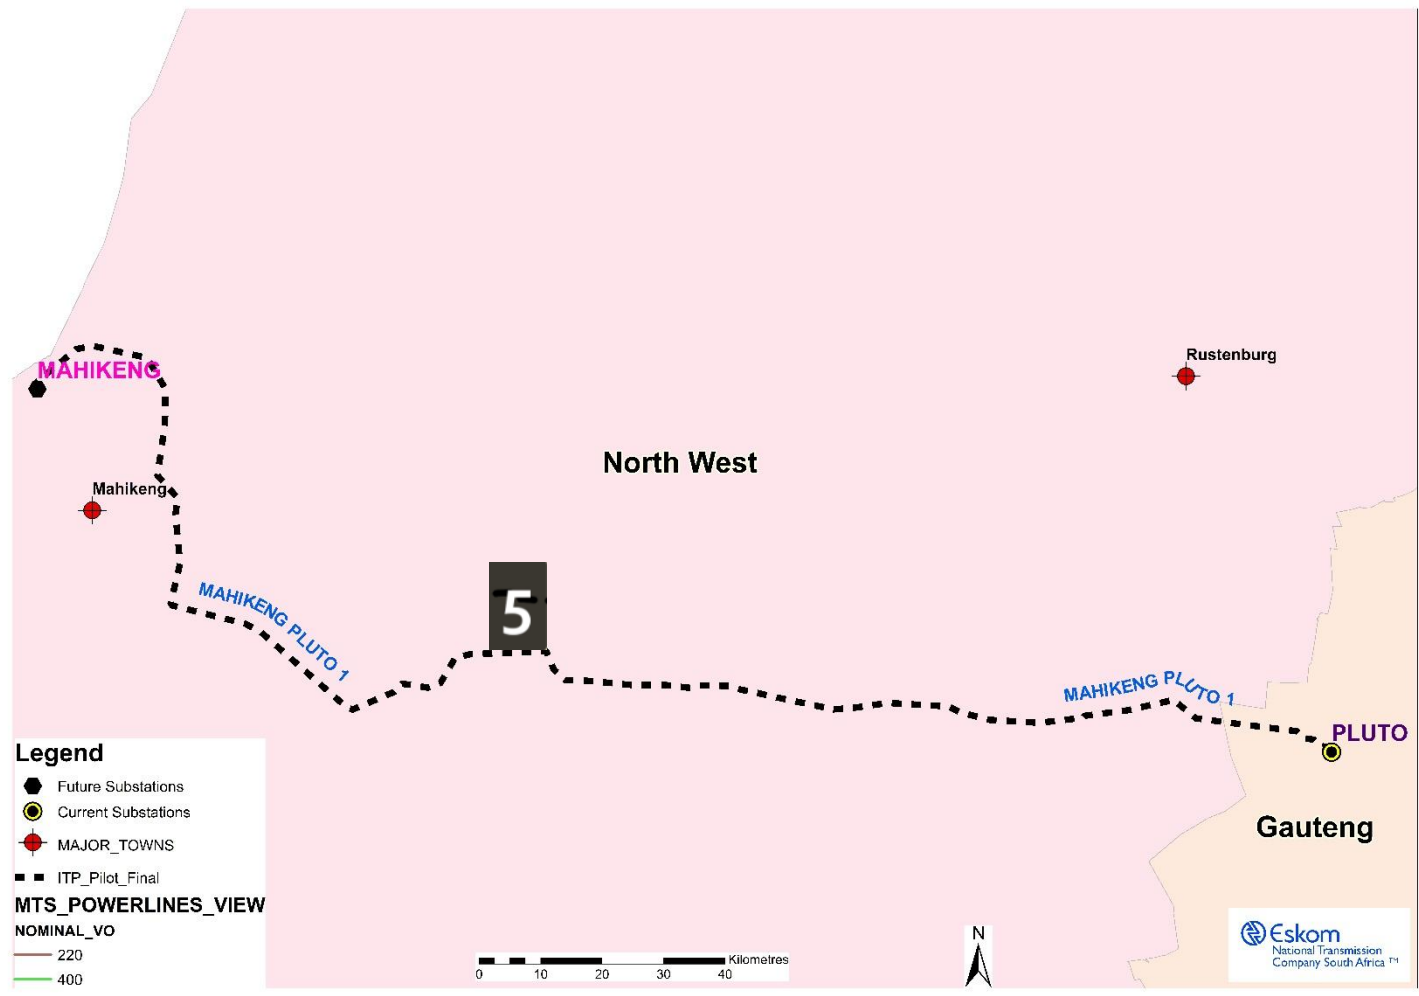 MAHIKENG
Rustenburg
North West
Mahikeng
MAHIKENG PLUTO 1
5
MAHIKENG PLUTO 1
PLUTO
Gauteng
Legend
Future Substations
Current Substations
MAJOR_TOWNS
ITP_Pilot_Final
MTS_POWERLINES_VIEW
NOMINAL_VO
220
400
0 10 20 30 40 Kilometres
N
Eskom
National Transmission
Company South Africa ™